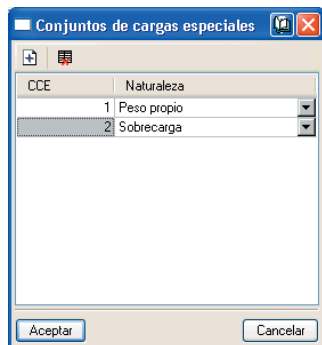 Conjuntos de cargas especiales
CCE Naturaleza
1 Peso propio
2 Sobrecarga
Aceptar Cancelar